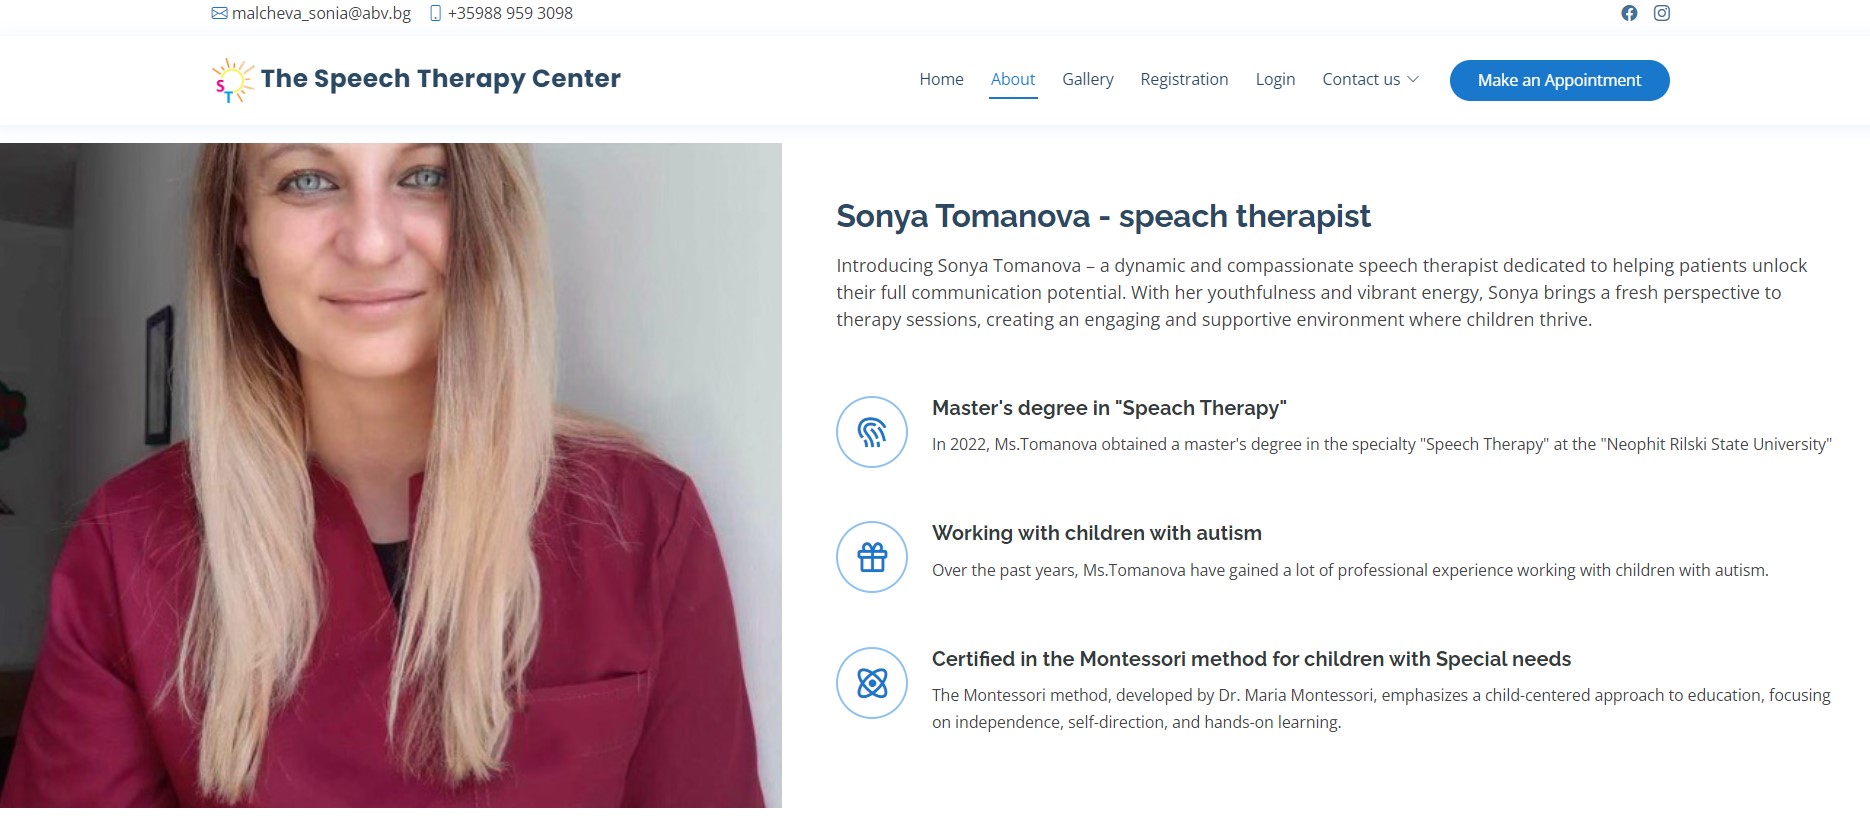 malcheva_sonia@abv.bg +35988 959 3098
ST The Speech Therapy Center
Home About Gallery Registration Login Contact us Make an Appointment
Sonya Tomanova - speach therapist
Introducing Sonya Tomanova – a dynamic and compassionate speech therapist dedicated to helping patients unlock
their full communication potential. With her youthfulness and vibrant energy, Sonya brings a fresh perspective to
therapy sessions, creating an engaging and supportive environment where children thrive.
Master's degree in "Speach Therapy"
In 2022, Ms.Tomanova obtained a master's degree in the specialty "Speech Therapy" at the "Neophit Rilski State University"
Working with children with autism
Over the past years, Ms.Tomanova have gained a lot of professional experience working with children with autism.
Certified in the Montessori method for children with Special needs
The Montessori method, developed by Dr. Maria Montessori, emphasizes a child-centered approach to education, focusing
on independence, self-direction, and hands-on learning.